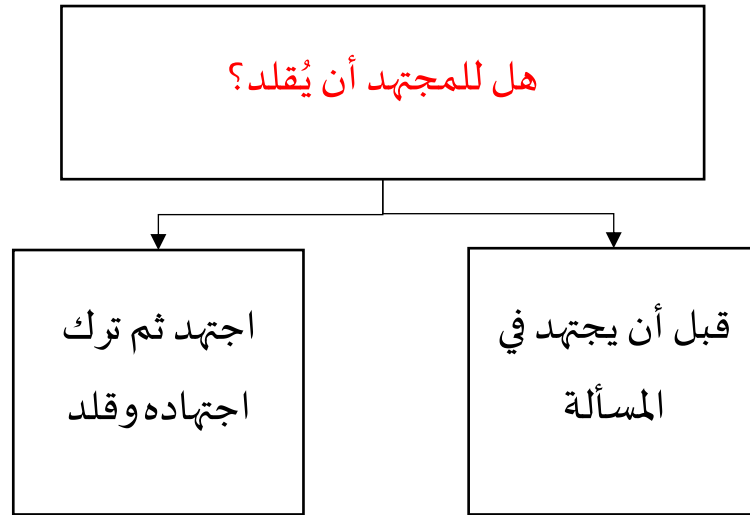 هل للمجتهد أن يُقلد؟
قبل أن يجتهد في
المسألة
اجتهد ثم ترك
اجتهاده وقلد